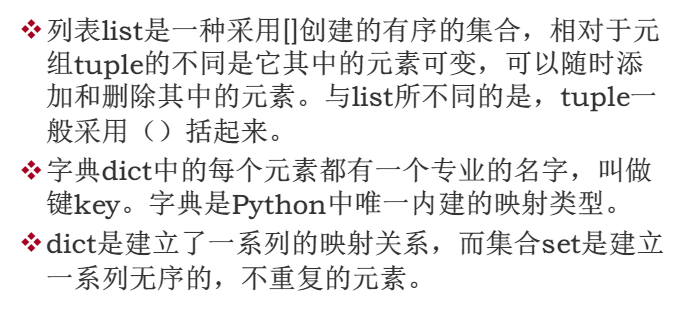 ❖列表list是一种采用[]创建的有序的集合，相对于元
组tuple的不同是它其中的元素可变，可以随时添
加和删除其中的元素。与list所不同的是，tuple一
般采用（）括起来。
❖字典dict中的每个元素都有一个专业的名字，叫做
键key。字典是Python中唯一内建的映射类型。
❖dict是建立了一系列的映射关系，而集合set是建立
一系列无序的，不重复的元素。